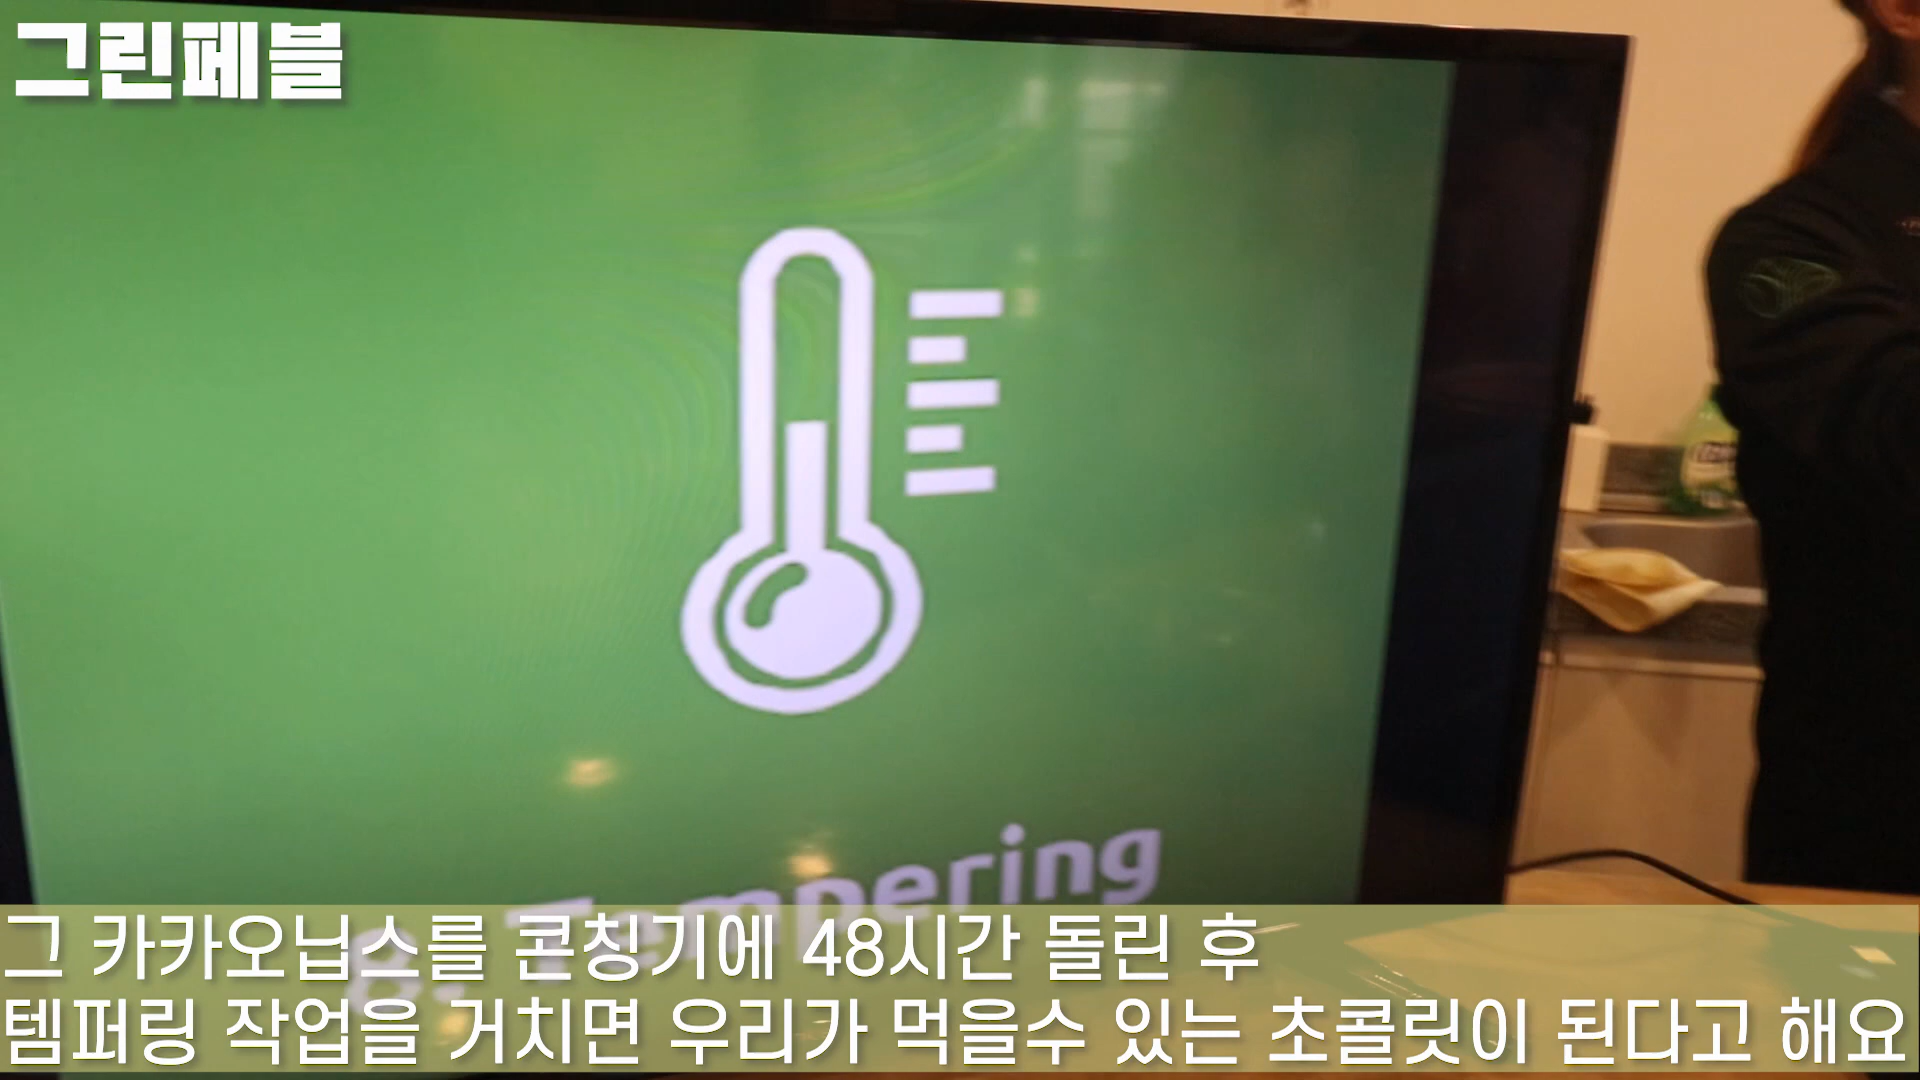 그린페블
8. Tempering
그 카카오닙스를 콘칭기에 48시간 돌린 후
템퍼링 작업을 거치면 우리가 먹을수 있는 초콜릿이 된다고 해요